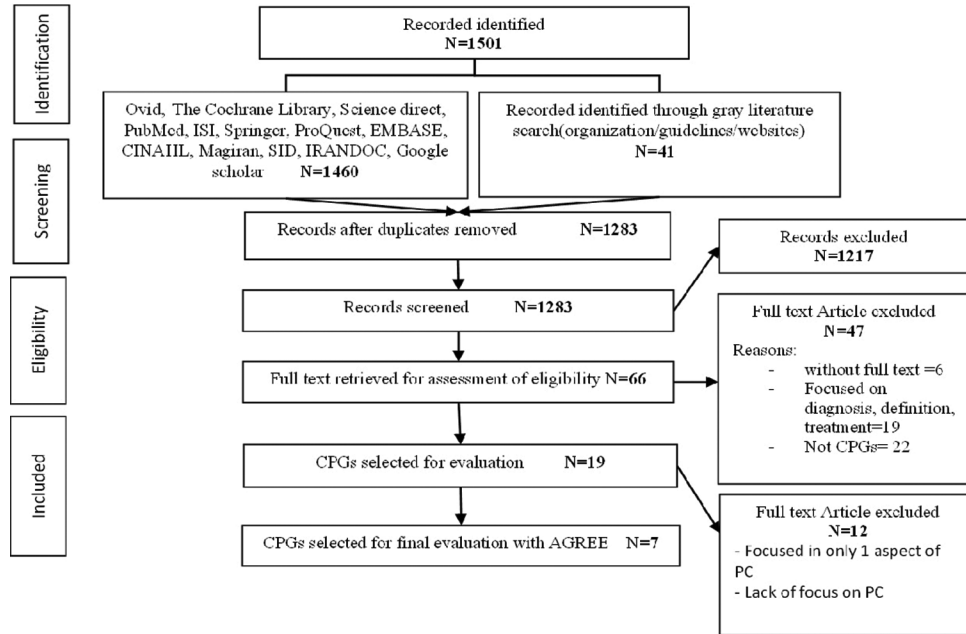 Identification
Screening
Eligibility
Included
Recorded identified
N=1501
Ovid, The Cochrane Library, Science direct,
PubMed, ISI, Springer, ProQuest, EMBASE,
CINAHL, Magiran, SID, IRANDOC, Google
scholar N=1460
Recorded identified through gray literature
search(organization/guidelines/websites)
N=41
Records after duplicates removed N=1283
Records excluded
N=1217
Records screened N=1283
Full text Article excluded
N=47
Reasons:
- without full text =6
- Focused on
diagnosis, definition,
treatment=19
- Not CPGs= 22
Full text retrieved for assessment of eligibility N=66
CPGs selected for evaluation N=19
Full text Article excluded
N=12
- Focused in only 1 aspect of
PC
- Lack of focus on PC
CPGs selected for final evaluation with AGREE N=7